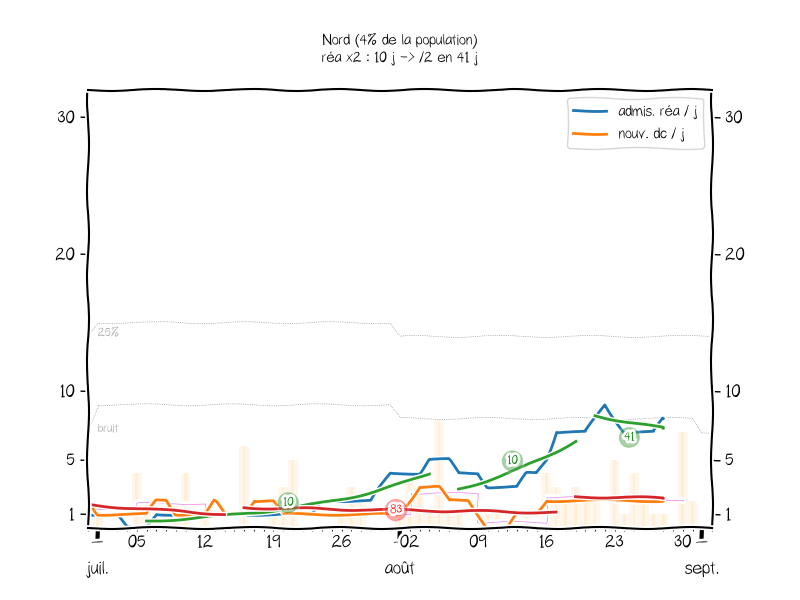 Nord (4% de la population)
réa x2 : 10 j -> /2 en 41 j
admis. réa / j
nouv. dc / j
30
30
20
20
25%
10
10
bruit
5
5
1
1
10
83
10
41
05 12 19 26 02 09 16 23 30
juil. août sept.